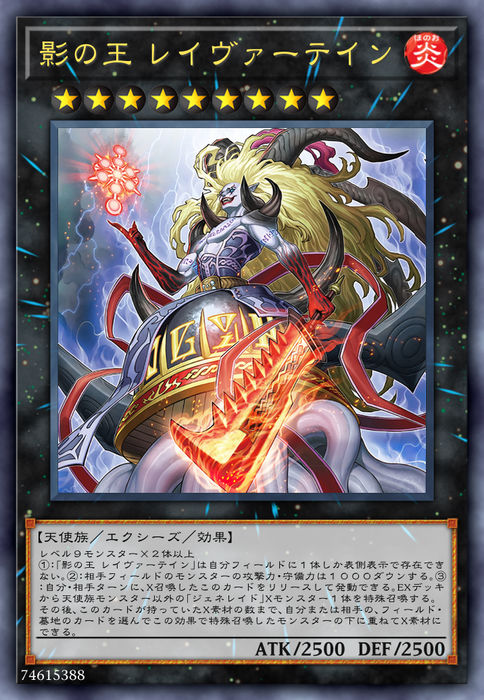 影の王 レイヴァーテイン
ほのお
炎
【天使族／エクシーズ／効果】
レベル９モンスター×２体以上
①：「影の王 レイヴァーテイン」は自分フィールドに１体しか表側表示で存在でき
ない。②：相手フィールドのモンスターの攻撃力・守備力は１０００ダウンする。③
：自分・相手ターンに、X召喚したこのカードをリリースして発動できる。EXデッキ
から天使族モンスター以外の「ジェネレイド」Xモンスター１体を特殊召喚する。
その後、このカードが持っていたX素材の数まで、自分または相手の、フィールド・
墓地のカードを選んでこの効果で特殊召喚したモンスターの下に重ねてX素材に
できる。
ATK/2500 DEF/2500
74615388